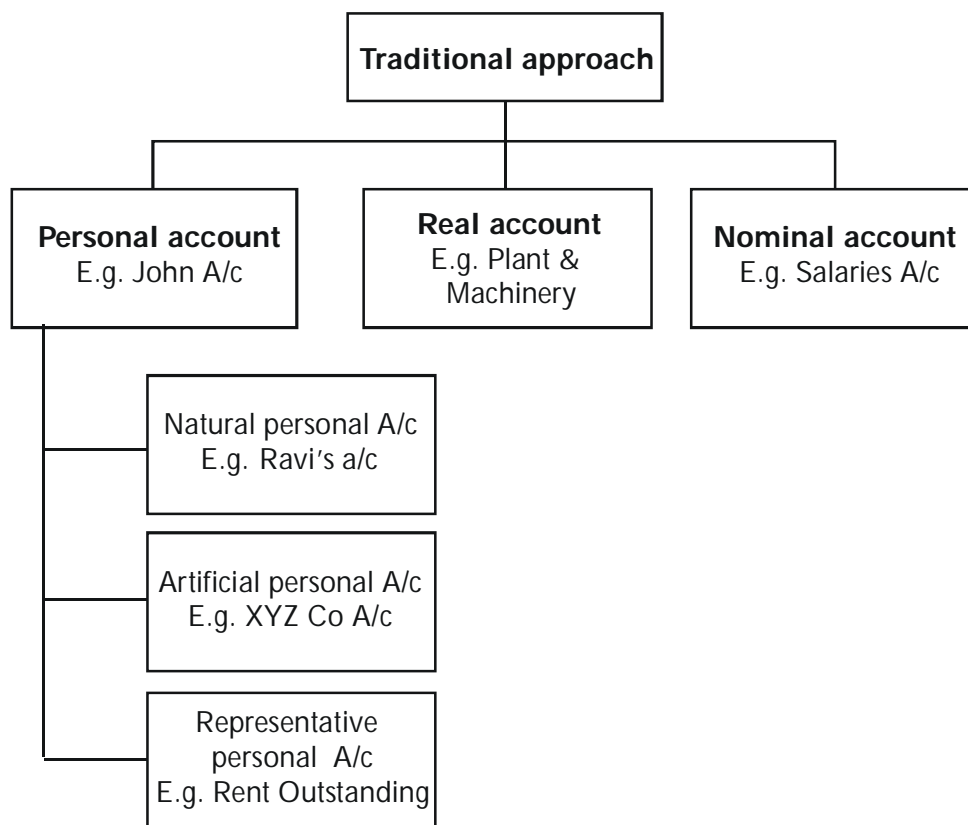 Traditional approach
Personal account
E.g. John A/c
Real account
E.g. Plant &
Machinery
Nominal account
E.g. Salaries A/c
Natural personal A/c
E.g. Ravi's a/c
Artificial personal A/c
E.g. XYZ Co A/c
Representative
personal A/c
E.g. Rent Outstanding